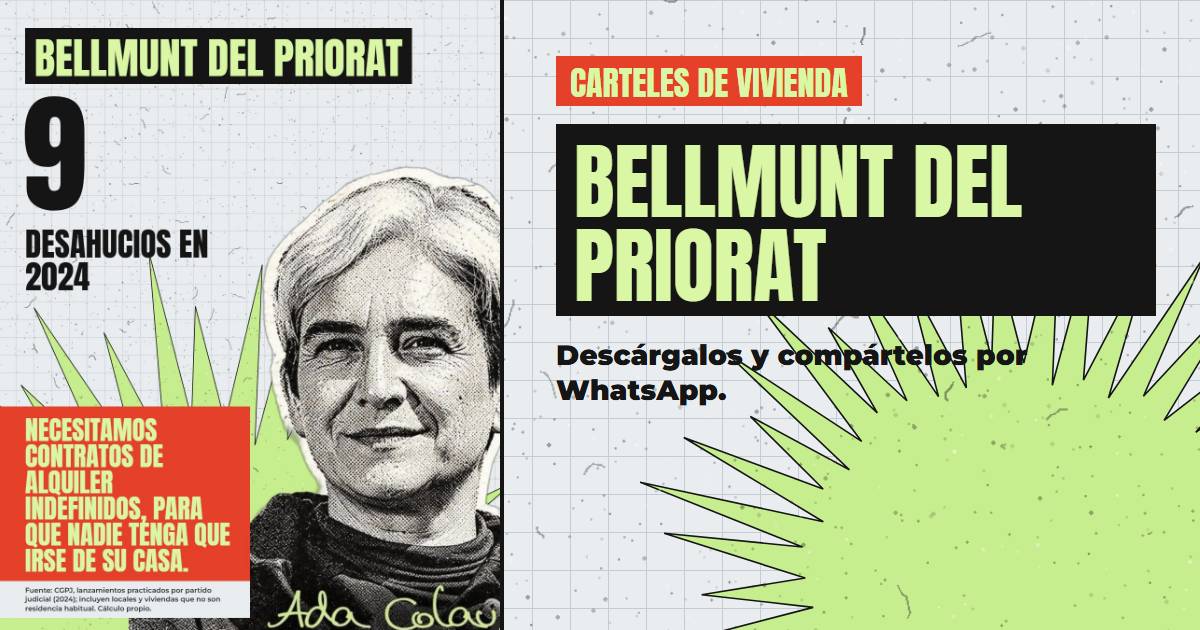 BELLMUNT DEL PRIORAT
9
DESAHUCIOS EN
2024
NECESITAMOS
CONTRATOS DE
ALQUILER
INDEFINIDOS, PARA
QUE NADIE TENGA QUE
IRSE DE SU CASA.
Fuente: CGPJ, lanzamientos practicados por partido
judicial (2024); incluyen locales y viviendas que no son
residencia habitual. Cálculo propio.
Ada Colau
CARTELES DE VIVIENDA
BELLMUNT DEL
PRIORAT
Descárgalos y compártelos por
WhatsApp.